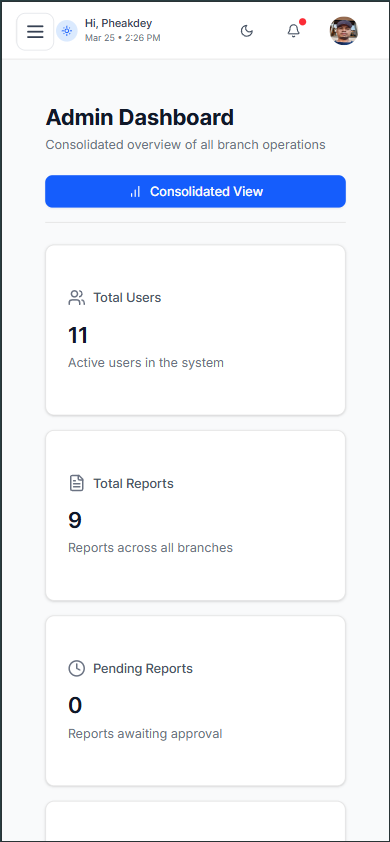 Hi, Pheakdey
Mar 25 • 2:26 PM
Admin Dashboard
Consolidated overview of all branch operations
Consolidated View
Total Users
11
Active users in the system
Total Reports
9
Reports across all branches
Pending Reports
0
Reports awaiting approval